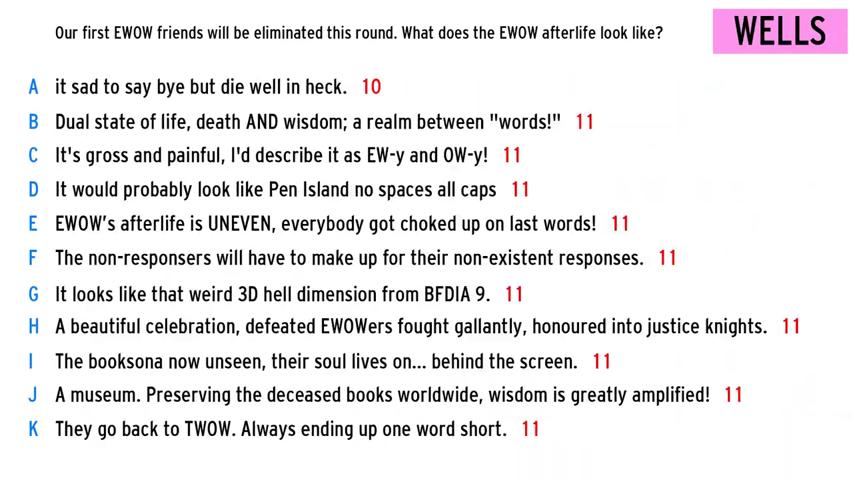 Our first EWOW friends will be eliminated this round. What does the EWOW afterlife look like?
WELLS
A it sad to say bye but die well in heck. 10
B Dual state of life, death AND wisdom; a realm between "words!" 11
C It's gross and painful, I'd describe it as EW-y and OW-y! 11
D It would probably look like Pen Island no spaces all caps 11
E EWOW's afterlife is UNEVEN, everybody got choked up on last words! 11
F The non-responsers will have to make up for their non-existent responses. 11
G It looks like that weird 3D hell dimension from BFDIA 9. 11
H A beautiful celebration, defeated EWOWers fought gallantly, honoured into justice knights. 11
I The booksona now unseen, their soul lives on... behind the screen. 11
J A museum. Preserving the deceased books worldwide, wisdom is greatly amplified! 11
K They go back to TWOW. Always ending up one word short. 11